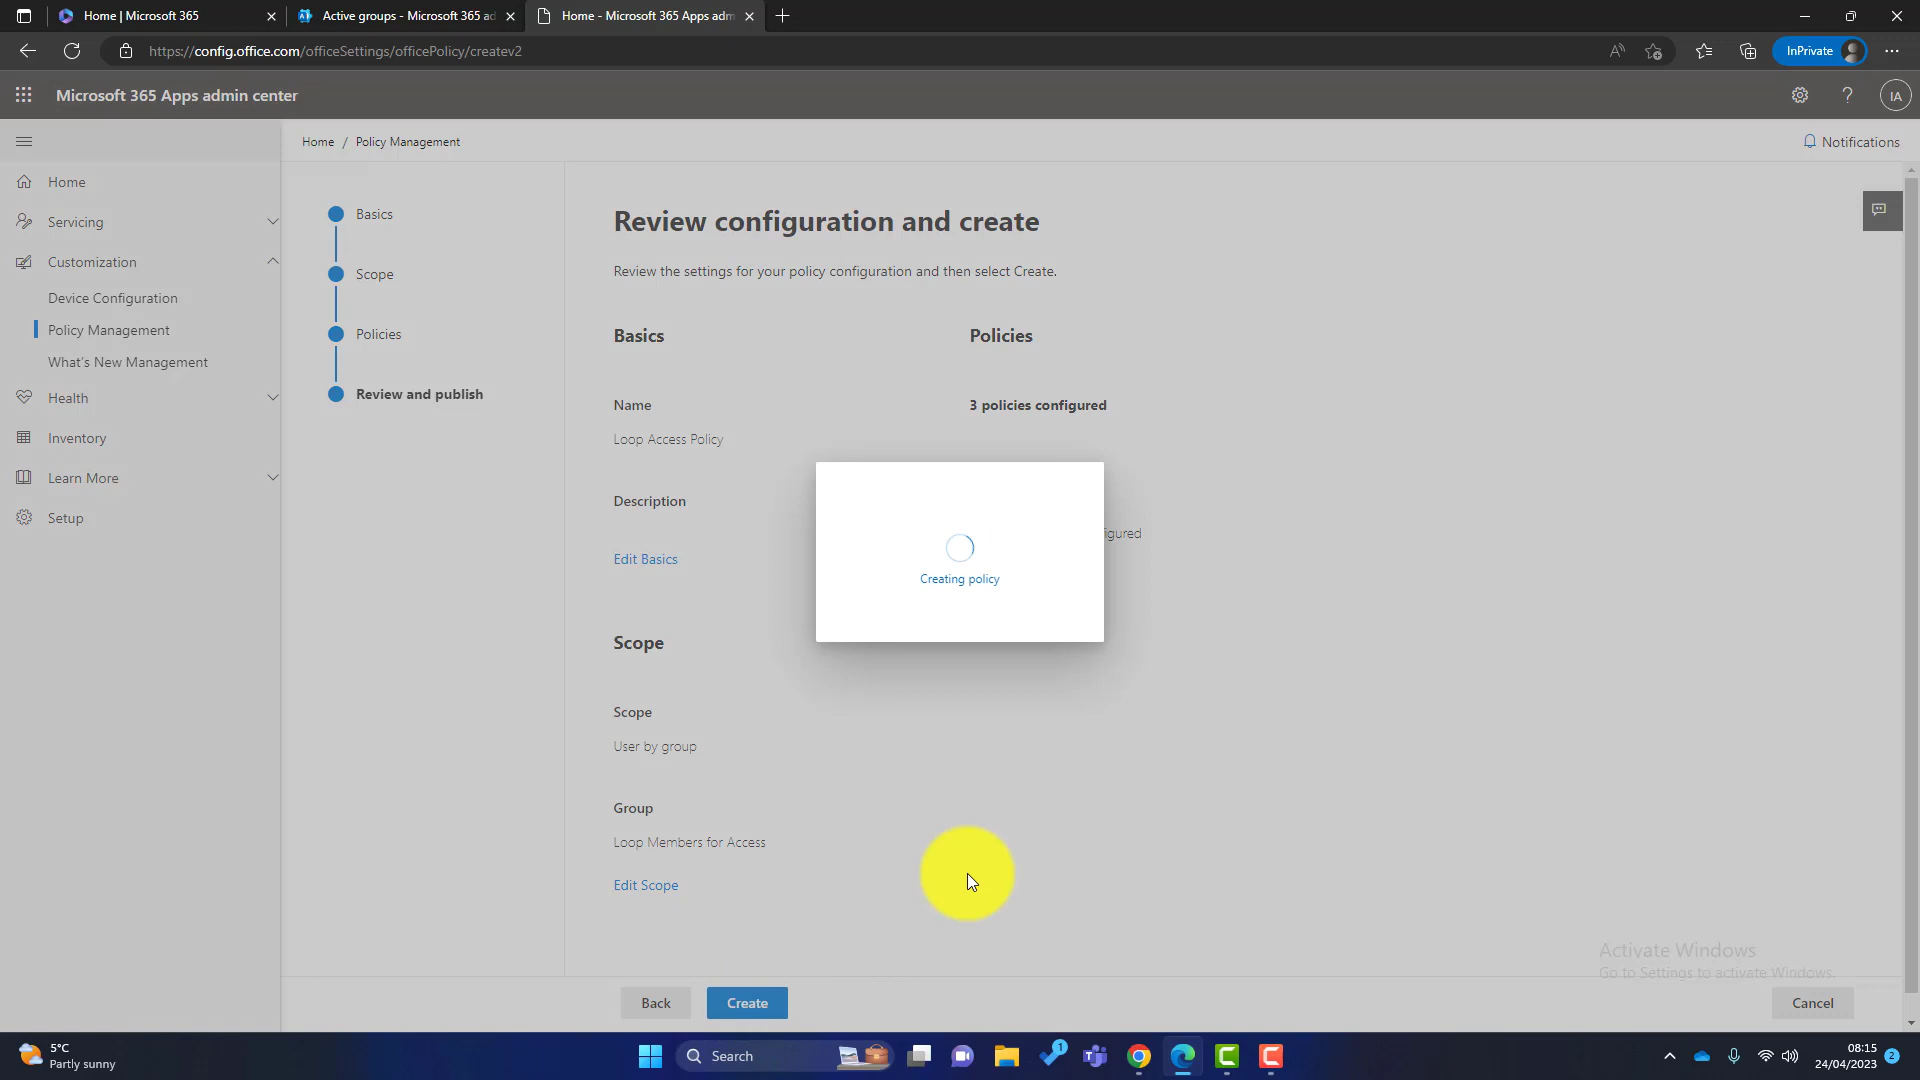 Home | Microsoft 365
Active groups - Microsoft 365 ad
Home - Microsoft 365 Apps adm
https://config.office.com/officeSettings/officePolicy/createv2
InPrivate
Microsoft 365 Apps admin center
IA
Home / Policy Management
Notifications
Home
Servicing
Customization
Device Configuration
Policy Management
What's New Management
Health
Inventory
Learn More
Setup
Basics
Scope
Policies
Review and publish
Review configuration and create
Review the settings for your policy configuration and then select Create.
Basics
Policies
Name
3 policies configured
Loop Access Policy
Description
igured
Edit Basics
Creating policy
Scope
Scope
User by group
Group
Loop Members for Access
Edit Scope
Activate Windows
Go to Settings to activate Windows.
Back
Create
Cancel
5°C
Partly sunny
Search
1
08:15
24/04/2023
2